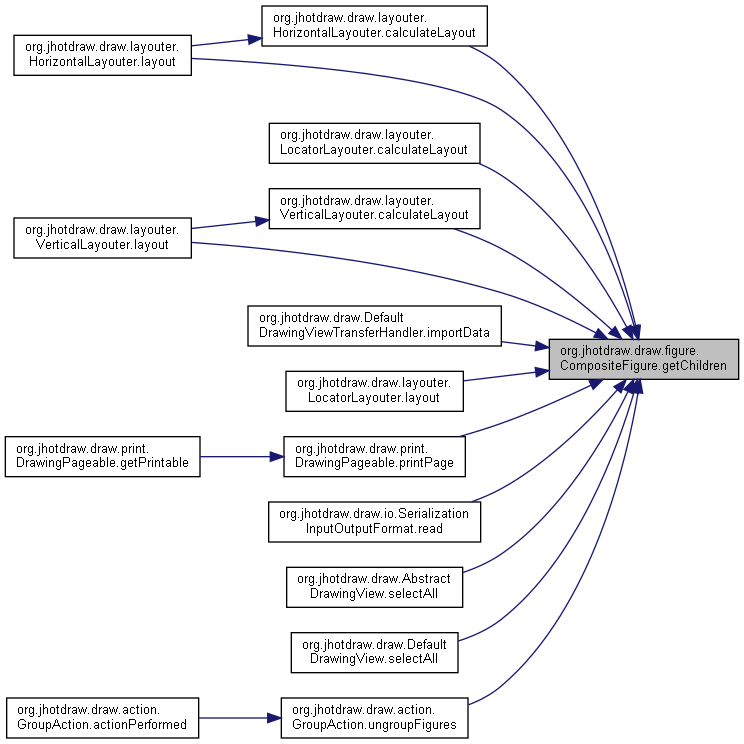 org.jhotdraw.draw.layouter.
HorizontalLayouter.calculateLayout
org.jhotdraw.draw.layouter.
HorizontalLayouter.layout
org.jhotdraw.draw.layouter.
LocatorLayouter.calculateLayout
org.jhotdraw.draw.layouter.
VerticalLayouter.calculateLayout
org.jhotdraw.draw.layouter.
VerticalLayouter.layout
org.jhotdraw.draw.Default
DrawingViewTransferHandler.importData
org.jhotdraw.draw.figure.
CompositeFigure.getChildren
org.jhotdraw.draw.layouter.
LocatorLayouter.layout
org.jhotdraw.draw.print.
DrawingPageable.getPrintable
org.jhotdraw.draw.print.
DrawingPageable.printPage
org.jhotdraw.draw.io.Serialization
InputOutputFormat.read
org.jhotdraw.draw.Abstract
DrawingView.selectAll
org.jhotdraw.draw.Default
DrawingView.selectAll
org.jhotdraw.draw.action.
GroupAction.actionPerformed
org.jhotdraw.draw.action.
GroupAction.ungroupFigures